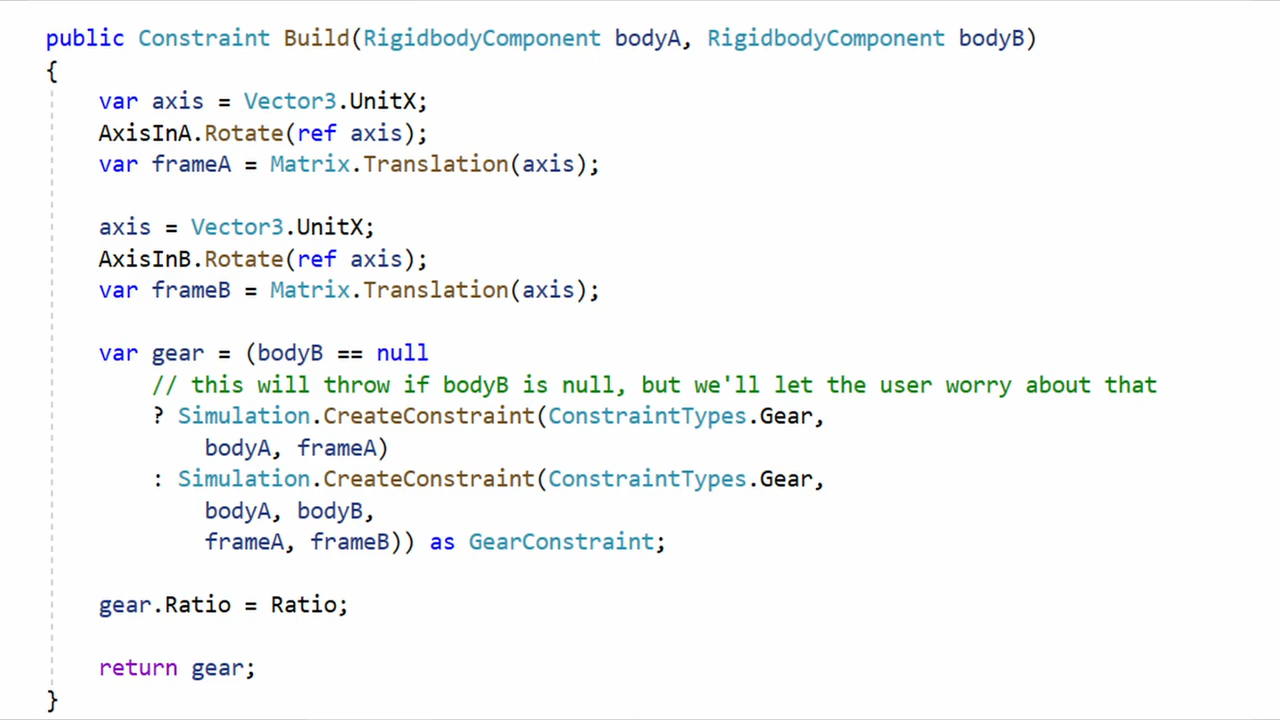 public Constraint Build(RigidbodyComponent bodyA, RigidbodyComponent bodyB)
{
var axis = Vector3.UnitX;
AxisInA.Rotate(ref axis);
var frameA = Matrix.Translation(axis);
axis = Vector3.UnitX;
AxisInB.Rotate(ref axis);
var frameB = Matrix.Translation(axis);
var gear = (bodyB == null
// this will throw if bodyB is null, but we'll let the user worry about that
? Simulation.CreateConstraint(ConstraintTypes.Gear,
bodyA, frameA)
: Simulation.CreateConstraint(ConstraintTypes.Gear,
bodyA, bodyB,
frameA, frameB)) as GearConstraint;
gear.Ratio = Ratio;
return gear;
}